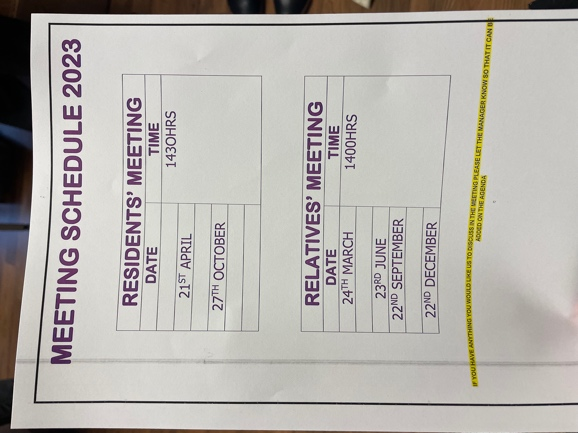 MEETING SCHEDULE 2023
RESIDENTS' MEETING
DATE TIME
1430HRS
21ST APRIL
27TH OCTOBER
RELATIVES' MEETING
DATE TIME
24TH MARCH 1400HRS
23RD JUNE
22ND SEPTEMBER
22ND DECEMBER
IF YOU HAVE ANYTHING YOU WOULD LIKE US TO DISCUSS IN THE MEETING PLEASE LET THE MANAGER KNOW SO THAT IT CAN BE
ADDED ON THE AGENDA